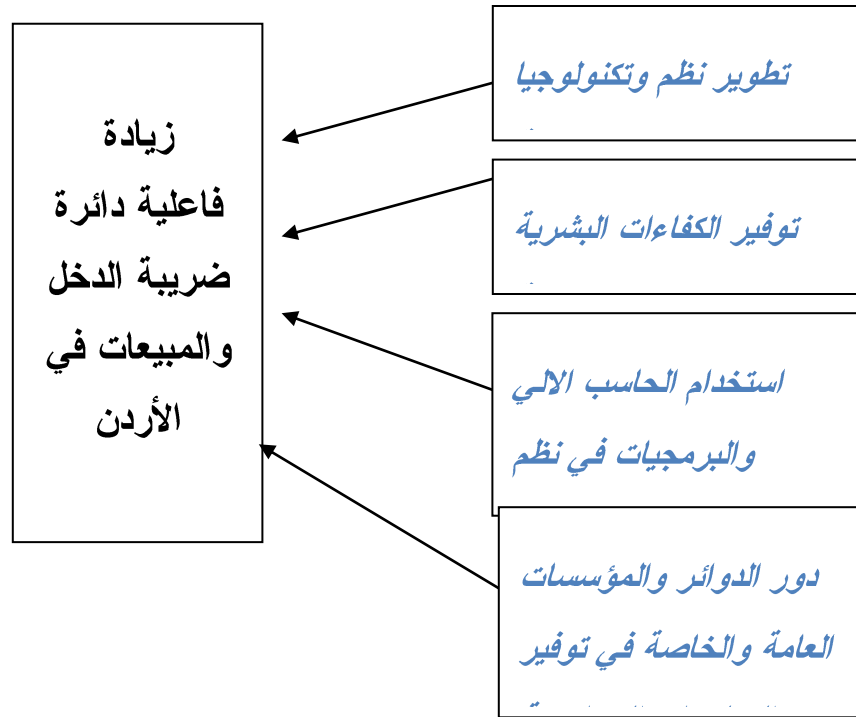 زيادة
فاعلية دائرة
ضريبة الدخل
والمبيعات في
الأردن
تطوير نظم وتكنولوجيا
توفير الكفاءات البشرية
استخدام الحاسب الالي
والبرمجيات في نظم
دور الدوائر والمؤسسات
العامة والخاصة في توفير